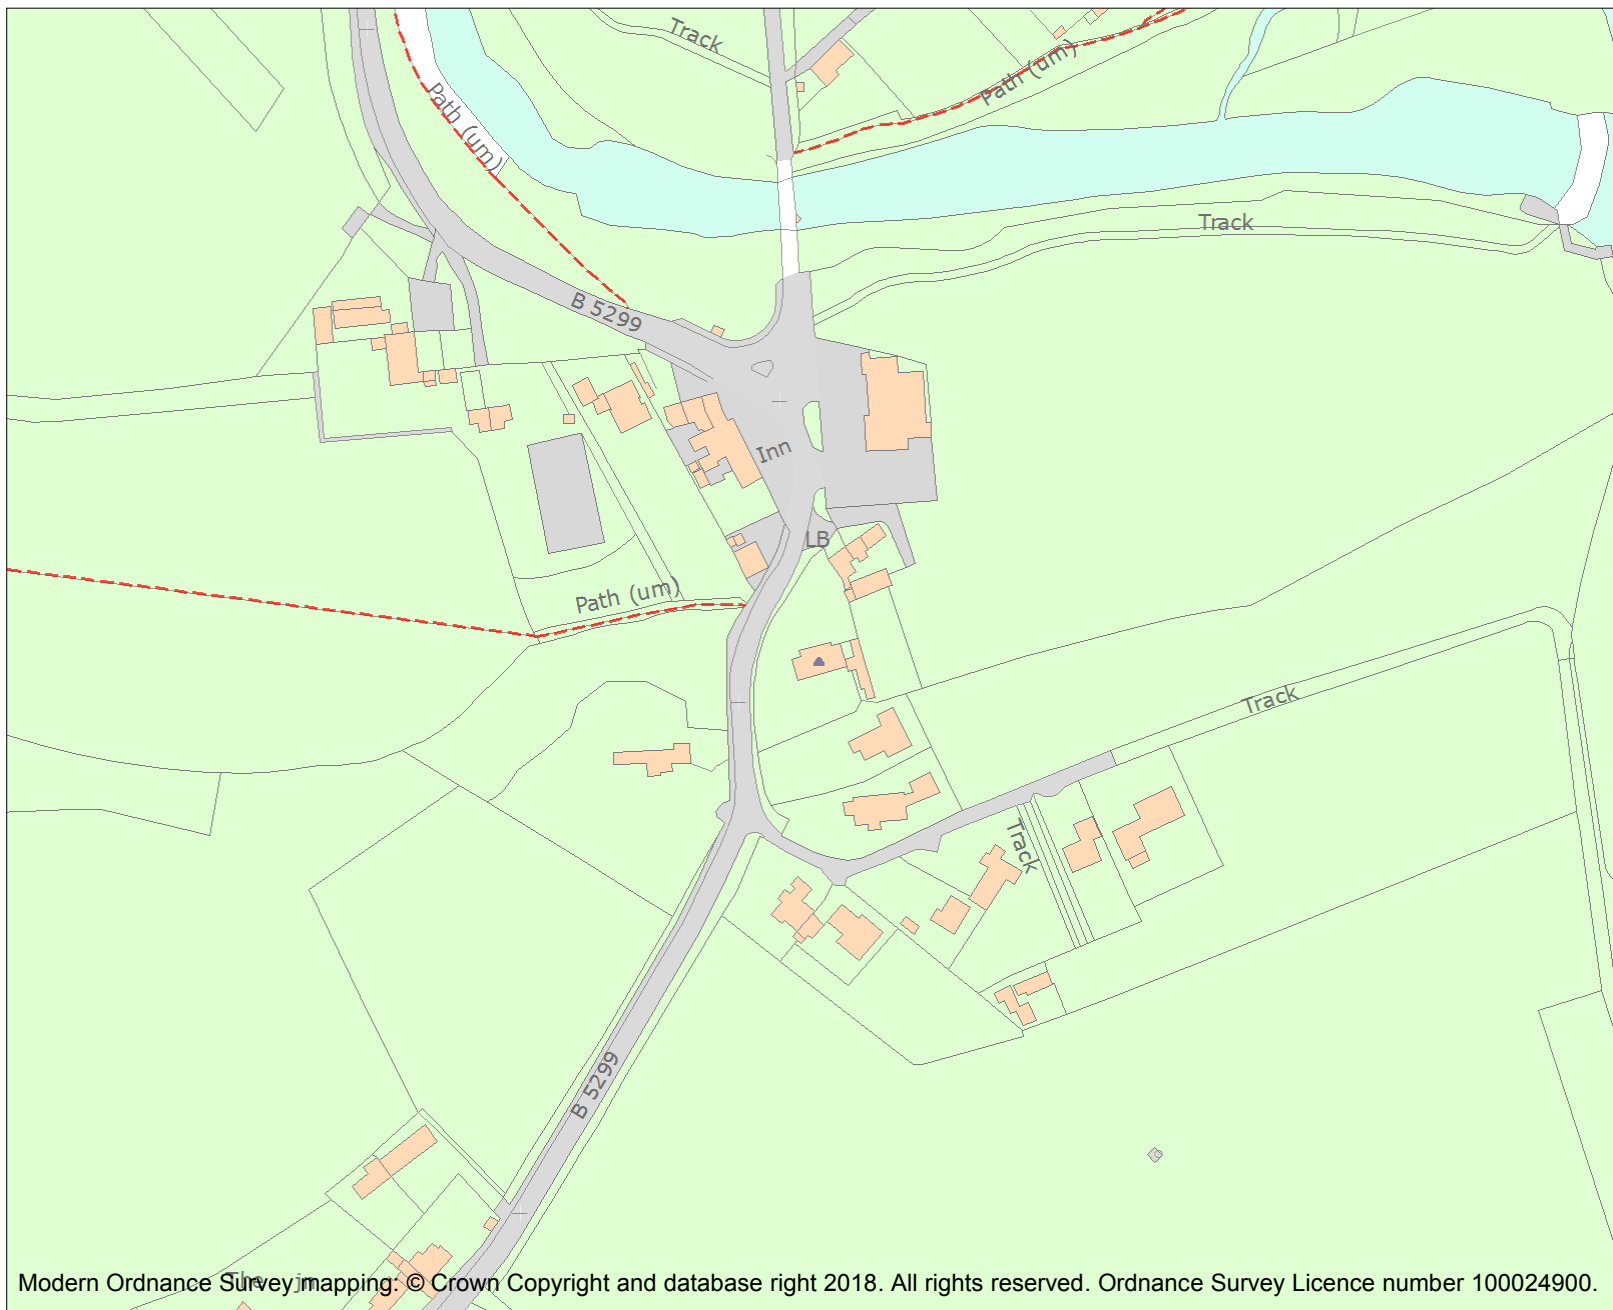 Track
Path (um)
Path (um)
Track
B 5299
Inn
LB
Path (um)
Track
Track
B 5299
Modern Ordnance Survey mapping: © Crown Copyright and database right 2018. All rights reserved. Ordnance Survey Licence number 100024900.